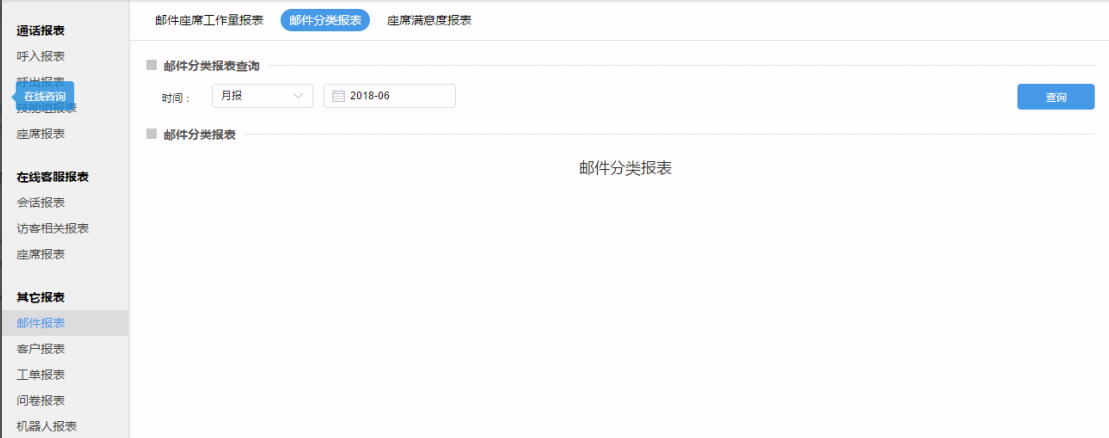 通话报表
呼入报表
呼出报表
在线咨询
技能组报表
座席报表
在线客服报表
会话报表
访客相关报表
座席报表
其它报表
邮件报表
客户报表
工单报表
问卷报表
机器人报表
邮件座席工作量报表 邮件分类报表 座席满意度报表
邮件分类报表查询
时间： 月报 2018-06 查询
邮件分类报表
邮件分类报表